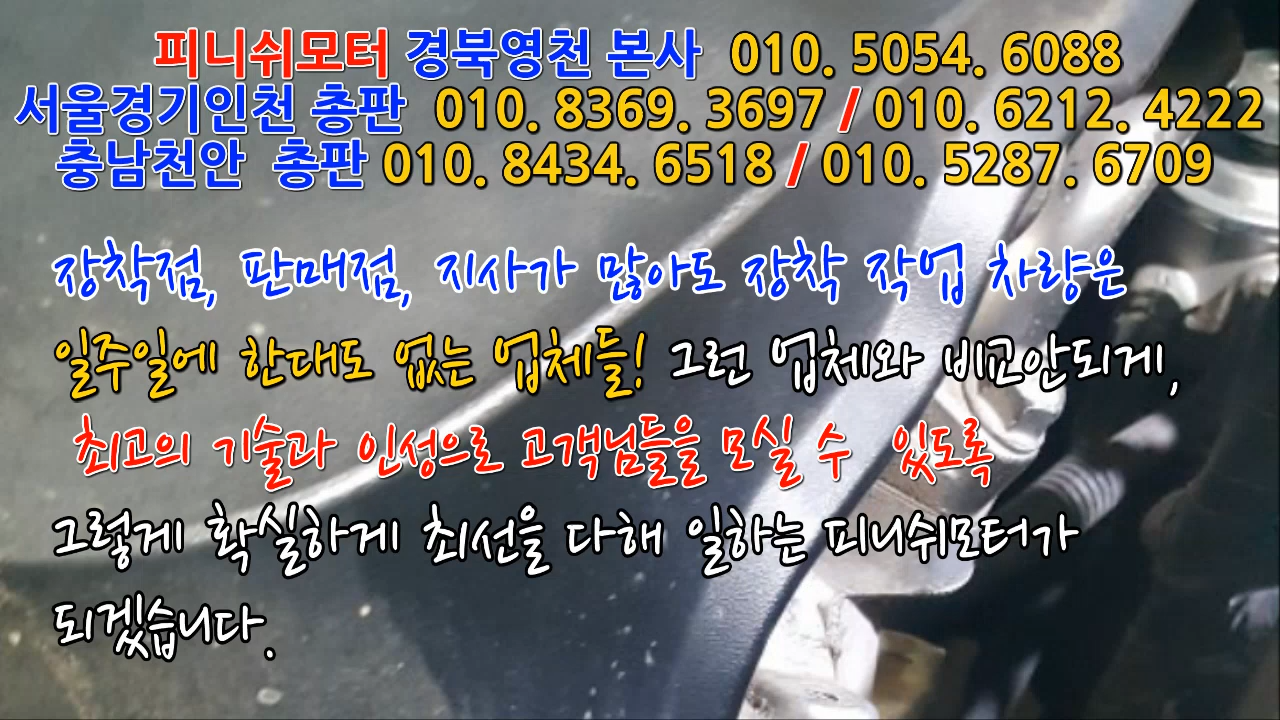 피니쉬모터 경북영천 본사 010. 5054. 6088
서울경기인천 총판 010. 8369. 3697 / 010. 6212. 4222
충남천안 총판 010. 8434. 6518 / 010. 5287. 6709
장착점, 판매점, 지사가 많아도 장착 작업 차량은
일주일에 한대도 없는 업체들! 그런 업체와 비교안되게,
최고의 기술과 인성으로 고객님들을 모실 수 있도록
그렇게 확실하게 최선을 다해 일하는 피니쉬모터가
되겠습니다.